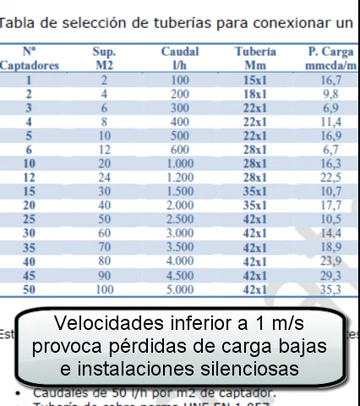 Tabla de selección de tuberías para conexionar un
Nº Sup. Caudal Tubería P. Carga
Captadores M2 l/h Mm mmcda/m
1 2 100 15x1 16,7
2 4 200 18x1 9,8
3 6 300 22x1 6,9
4 8 400 22x1 11,4
5 10 500 22x1 16,9
6 12 600 28x1 6,7
10 20 1.000 28x1 16,3
12 24 1.200 28x1 22,5
15 30 1.500 35x1 10,7
20 40 2.000 35x1 17,7
25 50 2.500 42x1 10,5
30 60 3.000 42x1 14,4
35 70 3.500 42x1 18,9
40 80 4.000 42x1 23,9
45 90 4.500 42x1 29,3
50 100 5.000 42x1 35,3
Velocidades inferior a 1 m/s
provoca pérdidas de carga bajas
e instalaciones silenciosas
• Caudales de 50 l/h por m2 de captador.